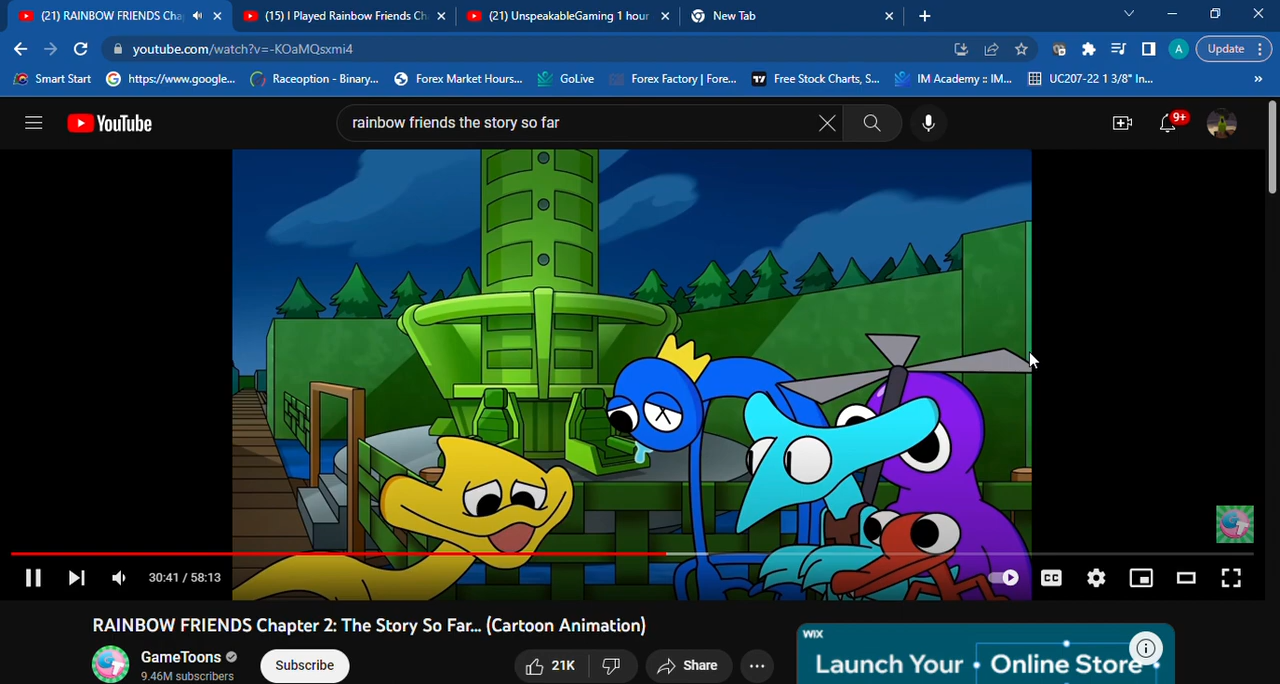 (21) RAINBOW FRIENDS Cha
(15) I Played Rainbow Friends Ch
(21) UnspeakableGaming 1 hour
New Tab
youtube.com/watch?v=-KOaMQsxmi4
A
Update
Smart Start
https://www.google...
Raceoption - Binary...
Forex Market Hours...
GoLive
Forex Factory | Fore...
Free Stock Charts, S...
IM Academy :: IM...
UC207-22 1 3/8" In...
»
YouTube
rainbow friends the story so far
9+
30:41 / 58:13
CC
RAINBOW FRIENDS Chapter 2: The Story So Far... (Cartoon Animation)
GameToons
9.46M subscribers
Subscribe
21K
Share
WIX
Launch Your
Online Store